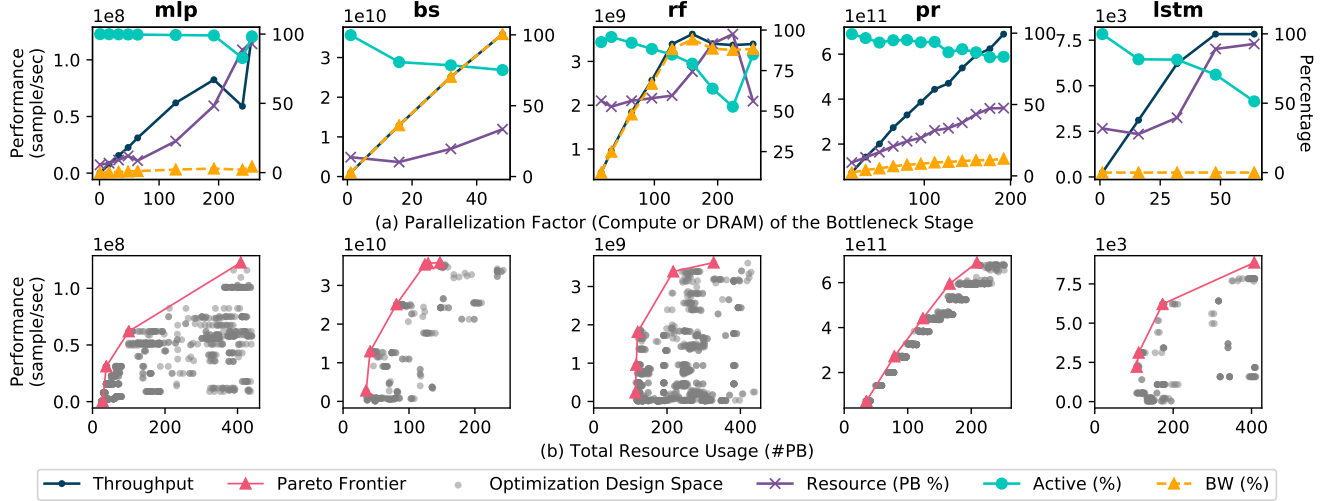 mlp bs rf pr lstm
1e8 1e10 1e9 1e11 1e3
Performance
(sample/sec)
1.0
0.5
0.0
100
50
0
0 100 200
3
2
1
0
100
50
0
0 20 40
4
3
2
1
100
75
50
25
0 100 200
6
4
2
100
50
0
100 200
7.5
5.0
2.5
0.0
100
50
0
0 25 50
Percentage
(a) Parallelization Factor (Compute or DRAM) of the Bottleneck Stage
1e8 1e10 1e9 1e11 1e3
Performance
(sample/sec)
1.0
0.5
0.0
0 200 400
3
2
1
0
0 100 200
3
2
1
0
0 200 400
6
4
2
0 100 200
7.5
5.0
2.5
0.0
0 200 400
(b) Total Resource Usage (#PB)
Throughput Pareto Frontier Optimization Design Space Resource (PB %) Active (%) BW (%)